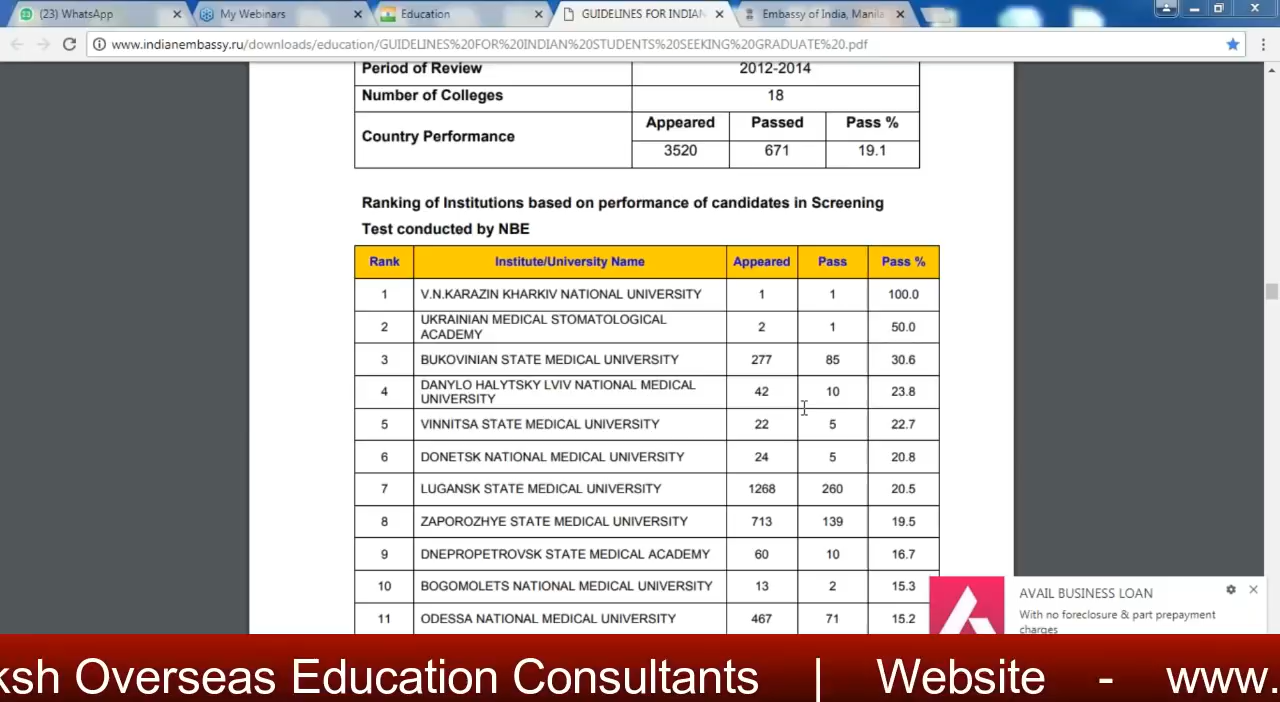 (23) WhatsApp
My Webinars
Education
GUIDELINES FOR INDIAN
Embassy of India, Manila
www.indianembassy.ru/downloads/education/GUIDELINES%20FOR%20INDIAN%20STUDENTS%20SEEKING%20GRADUATE%20.pdf
Period of Review 2012-2014
Number of Colleges 18
Country Performance
Appeared Passed Pass %
3520 671 19.1
Ranking of Institutions based on performance of candidates in Screening
Test conducted by NBE
Rank Institute/University Name Appeared Pass Pass %
1 V.N.KARAZIN KHARKIV NATIONAL UNIVERSITY 1 1 100.0
2 UKRAINIAN MEDICAL STOMATOLOGICAL
ACADEMY 2 1 50.0
3 BUKOVINIAN STATE MEDICAL UNIVERSITY 277 85 30.6
4 DANYLO HALYTSKY LVIV NATIONAL MEDICAL
UNIVERSITY 42 10 23.8
5 VINNITSA STATE MEDICAL UNIVERSITY 22 5 22.7
6 DONETSK NATIONAL MEDICAL UNIVERSITY 24 5 20.8
7 LUGANSK STATE MEDICAL UNIVERSITY 1268 260 20.5
8 ZAPOROZHYE STATE MEDICAL UNIVERSITY 713 139 19.5
9 DNEPROPETROVSK STATE MEDICAL ACADEMY 60 10 16.7
10 BOGOMOLETS NATIONAL MEDICAL UNIVERSITY 13 2 15.3
11 ODESSA NATIONAL MEDICAL UNIVERSITY 467 71 15.2
AVAIL BUSINESS LOAN
With no foreclosure & part prepayment
charges
ksh Overseas Education Consultants | Website - www.